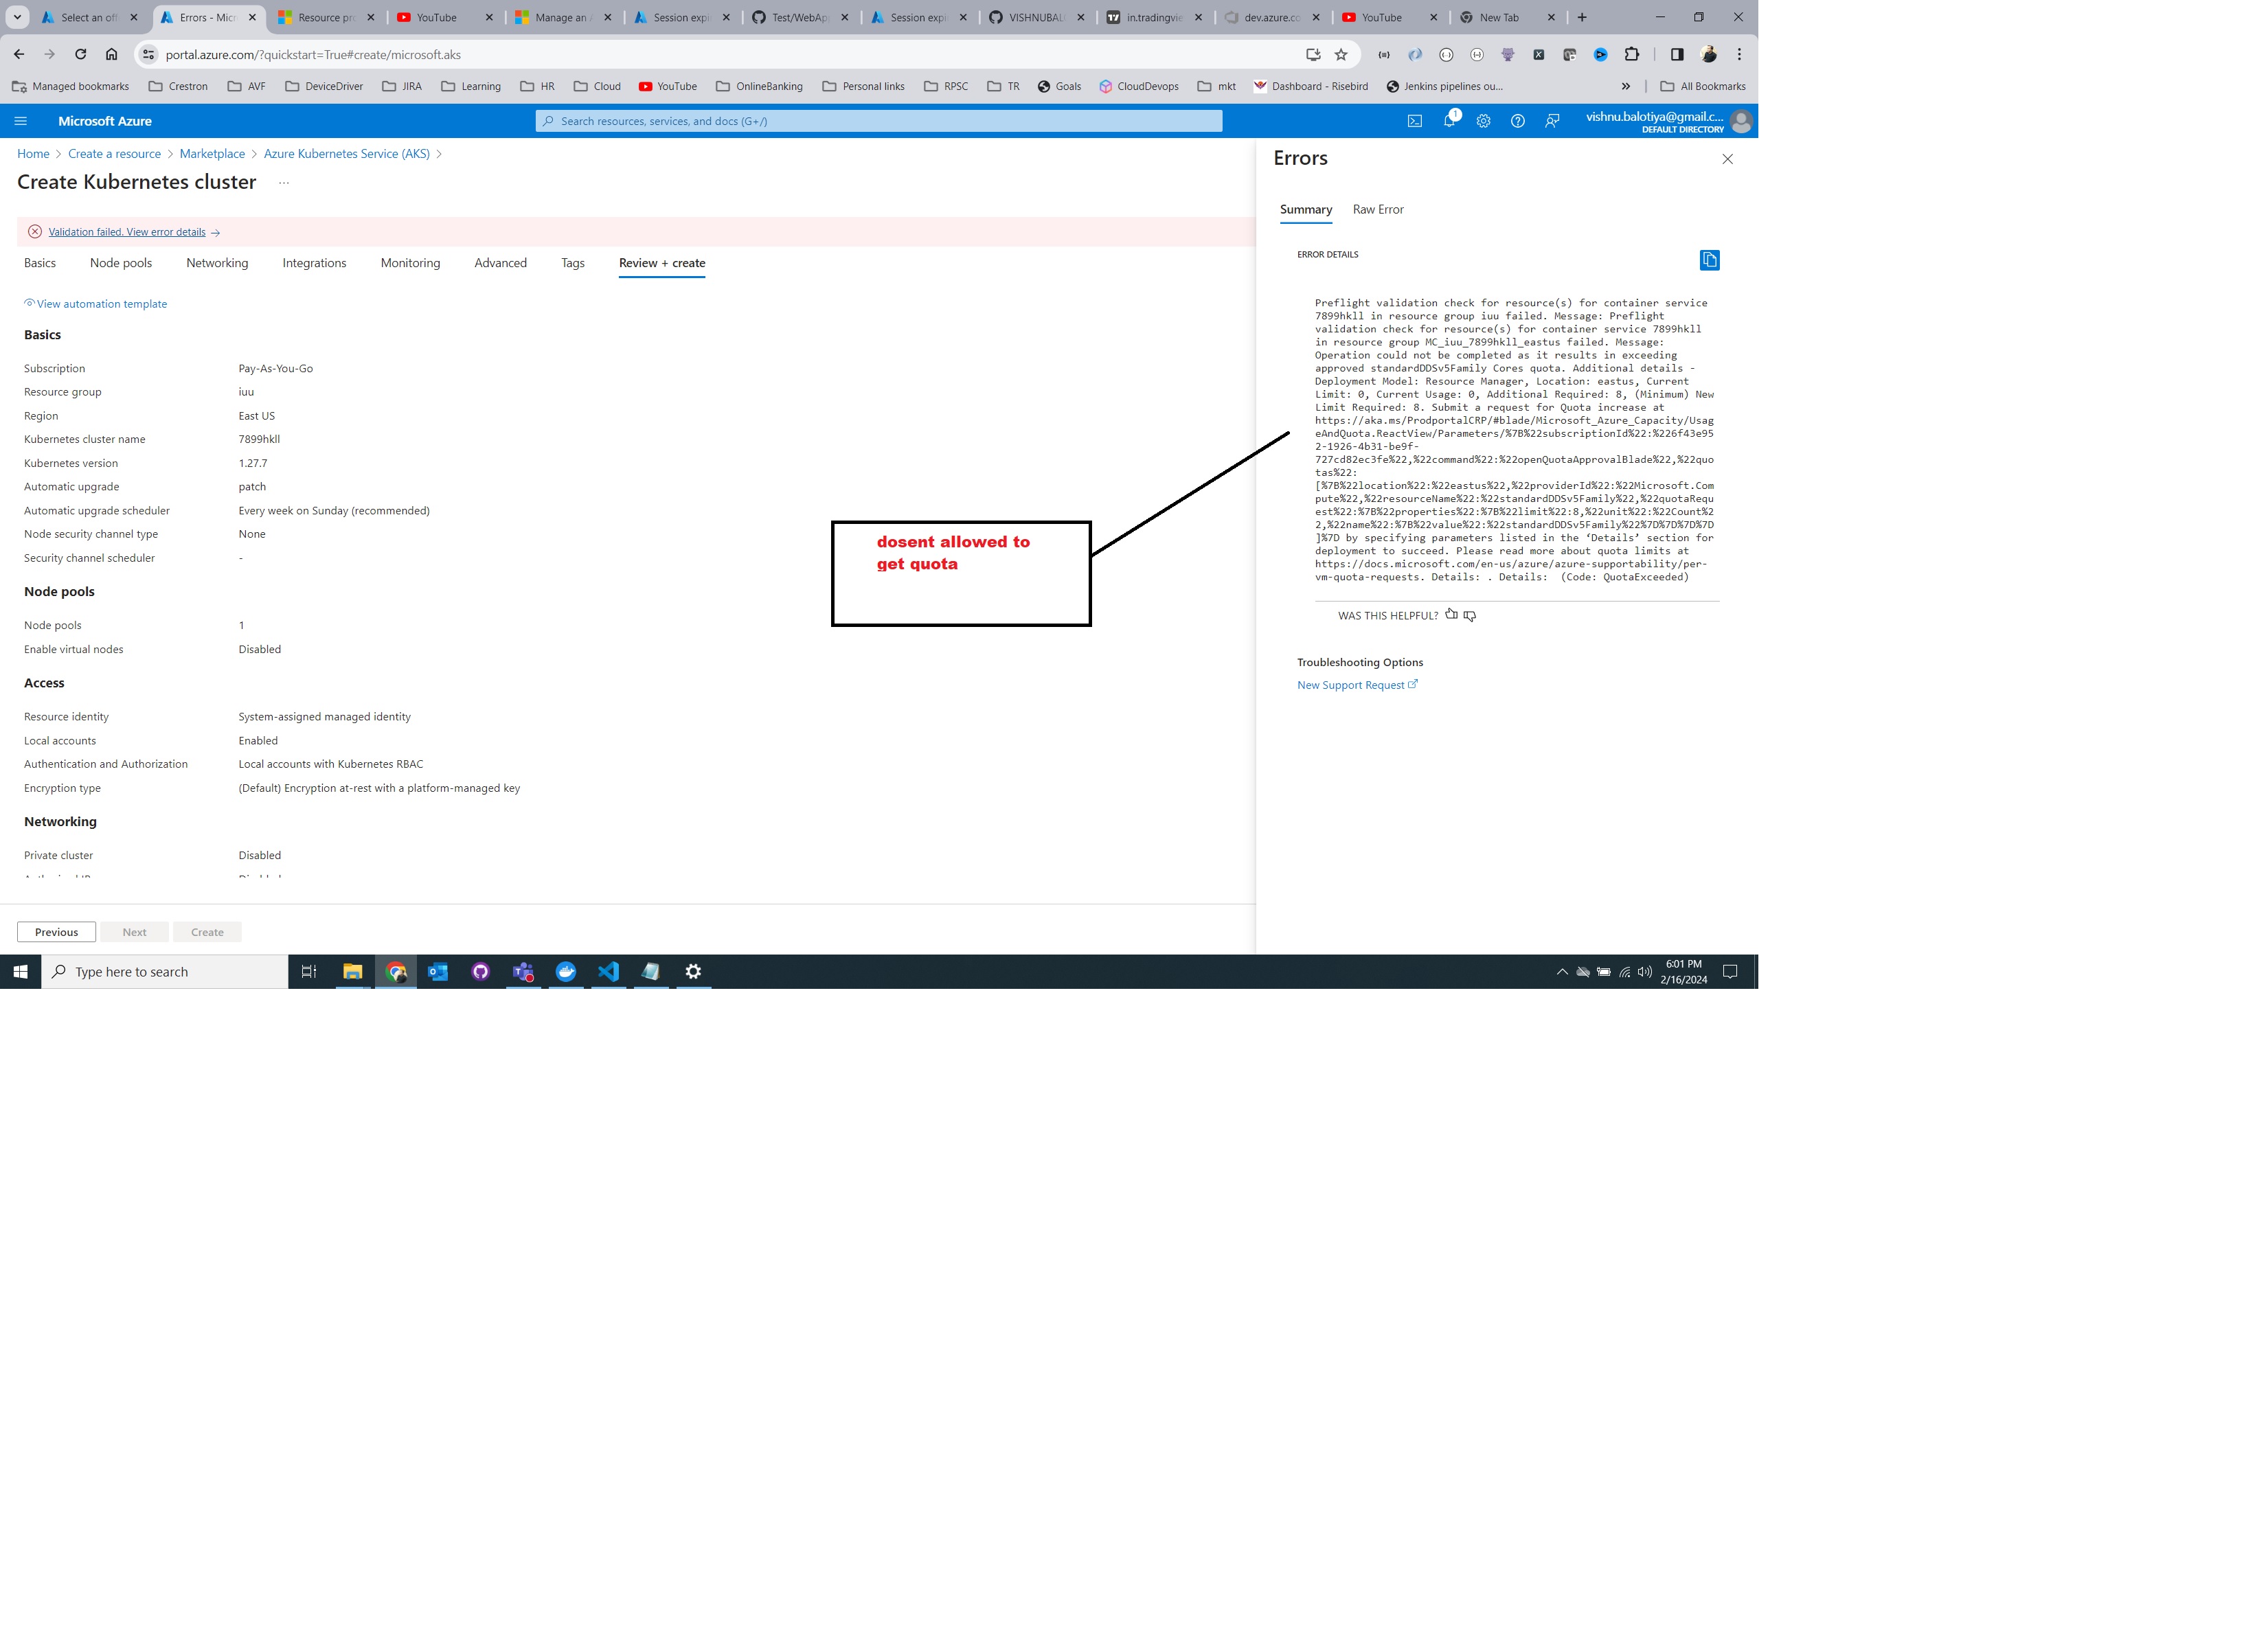 Select an off
Errors - Micr
Resource pro
YouTube
Manage an A
Session expi
Test/WebAp
Session expi
VISHNUBAL
in.tradingvie
dev.azure.co
YouTube
New Tab
portal.azure.com/?quickstart=True#create/microsoft.aks
Managed bookmarks
Crestron
AVF
DeviceDriver
JIRA
Learning
HR
Cloud
YouTube
OnlineBanking
Personal links
RPSC
TR
Goals
CloudDevops
mkt
Dashboard - Risebird
Jenkins pipelines ou...
All Bookmarks
Microsoft Azure
Search resources, services, and docs (G+/)
1
vishnu.balotiya@gmail.c...
DEFAULT DIRECTORY
Home > Create a resource > Marketplace > Azure Kubernetes Service (AKS) >
Create Kubernetes cluster ...
Validation failed. View error details →
Basics
Node pools
Networking
Integrations
Monitoring
Advanced
Tags
Review + create
View automation template
Basics
Subscription Pay-As-You-Go
Resource group iuu
Region East US
Kubernetes cluster name 7899hkll
Kubernetes version 1.27.7
Automatic upgrade patch
Automatic upgrade scheduler Every week on Sunday (recommended)
Node security channel type None
Security channel scheduler -
Node pools
Node pools 1
Enable virtual nodes Disabled
Access
Resource identity System-assigned managed identity
Local accounts Enabled
Authentication and Authorization Local accounts with Kubernetes RBAC
Encryption type (Default) Encryption at-rest with a platform-managed key
Networking
Private cluster Disabled
Previous
Next
Create
dosent allowed to
get quota
Errors
Summary
Raw Error
ERROR DETAILS
Preflight validation check for resource(s) for container service
7899hkll in resource group iuu failed. Message: Preflight
validation check for resource(s) for container service 7899hkll
in resource group MC_iuu_7899hkll_eastus failed. Message:
Operation could not be completed as it results in exceeding
approved standardDDSv5Family Cores quota. Additional details -
Deployment Model: Resource Manager, Location: eastus, Current
Limit: 0, Current Usage: 0, Additional Required: 8, (Minimum) New
Limit Required: 8. Submit a request for Quota increase at
https://aka.ms/ProdportalCRP/#blade/Microsoft_Azure_Capacity/Usag
eAndQuota.ReactView/Parameters/%7B%22subscriptionId%22:%226f43e95
2-1926-4b31-be9f-
727cd82ec3fe%22,%22command%22:%22openQuotaApprovalBlade%22,%22quo
tas%22:
[%7B%22location%22:%22eastus%22,%22providerId%22:%22Microsoft.Com
pute%22,%22resourceName%22:%22standardDDSv5Family%22,%22quotaRequ
est%22:%7B%22properties%22:%7B%22limit%22:8,%22unit%22:%22Count%2
2,%22name%22:%7B%22value%22:%22standardDDSv5Family%22%7D%7D%7D%7D
]%7D by specifying parameters listed in the ‘Details’ section for
deployment to succeed. Please read more about quota limits at
https://docs.microsoft.com/en-us/azure/azure-supportability/per-
vm-quota-requests. Details: . Details:  (Code: QuotaExceeded)
WAS THIS HELPFUL?
Troubleshooting Options
New Support Request
Type here to search
6:01 PM
2/16/2024